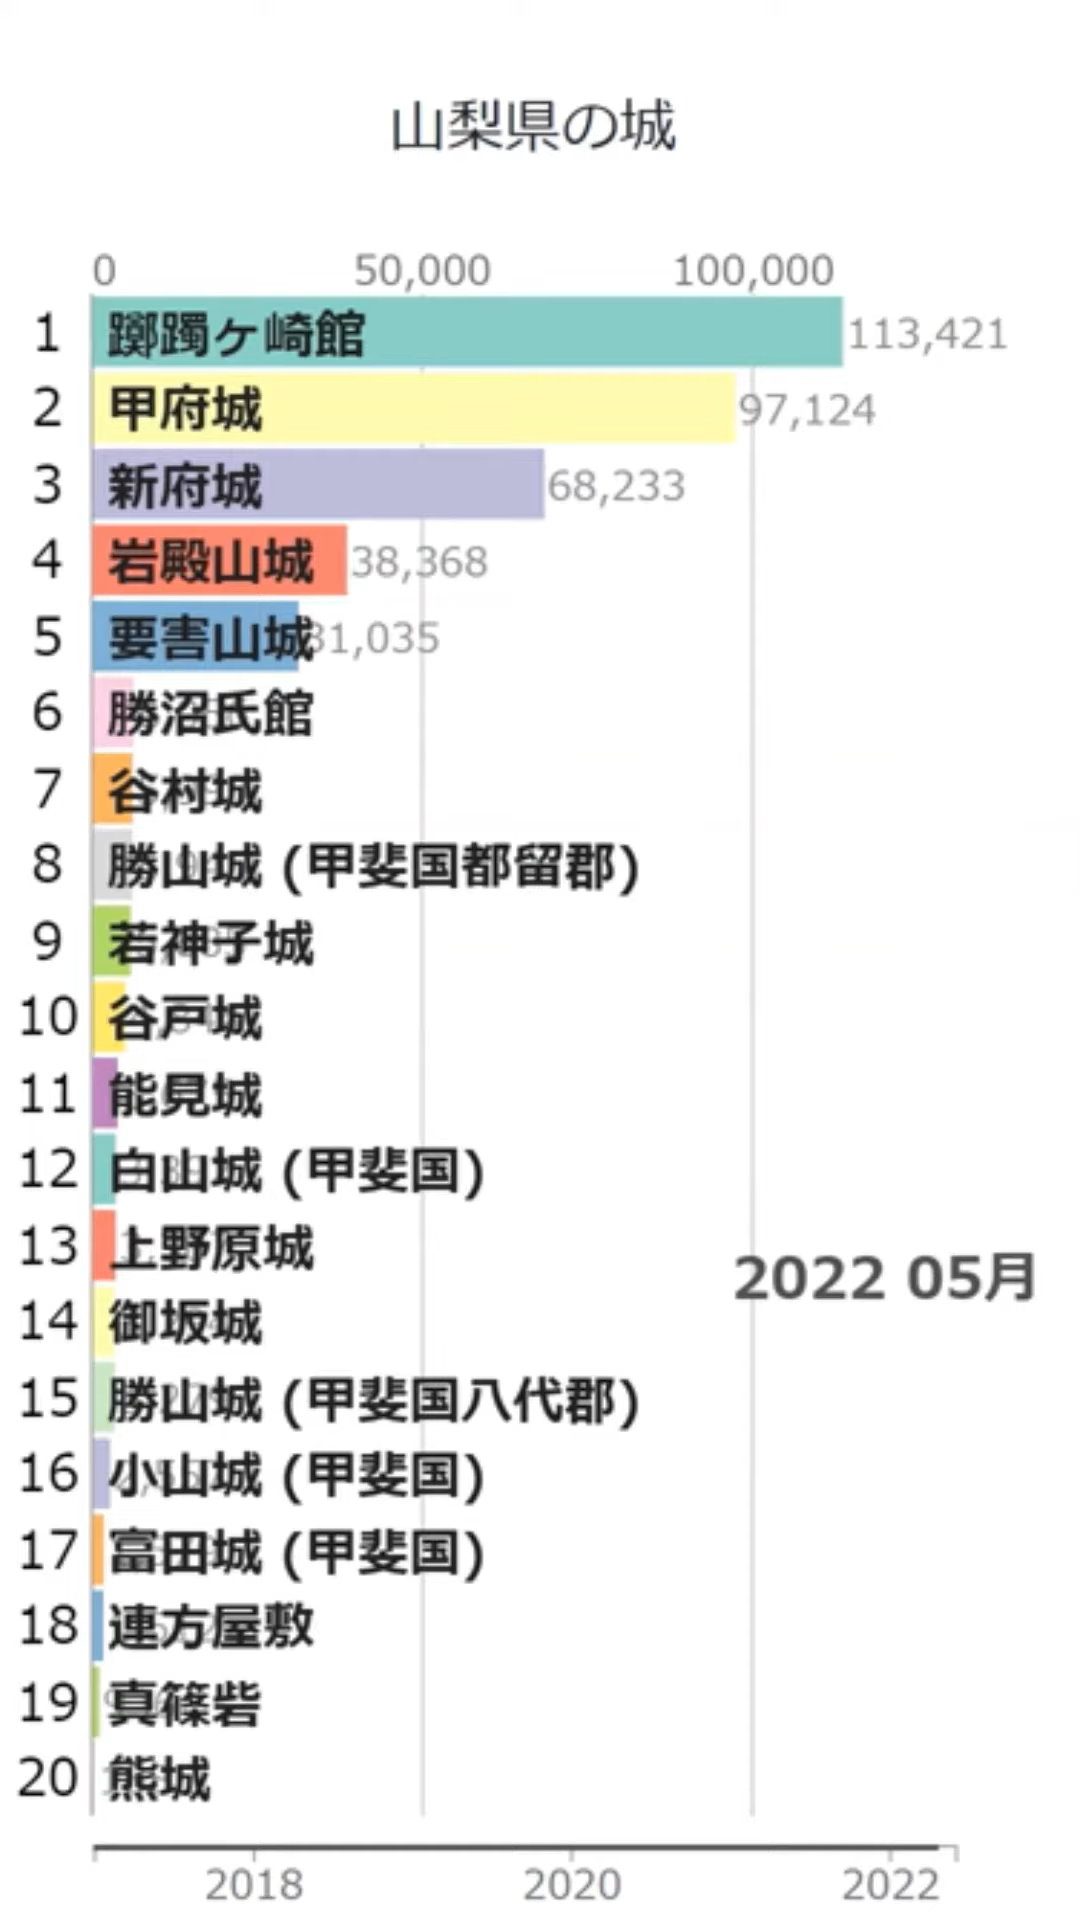 山梨県の城
0 50,000 100,000
1 躑躅ヶ崎館 113,421
2 甲府城 97,124
3 新府城 68,233
4 岩殿山城 38,368
5 要害山城 31,035
6 勝沼氏館
7 谷村城
8 勝山城 (甲斐国都留郡)
9 若神子城
10 谷戸城
11 能見城
12 白山城 (甲斐国)
13 上野原城
2022 05月
14 御坂城
15 勝山城 (甲斐国八代郡)
16 小山城 (甲斐国)
17 富田城 (甲斐国)
18 連方屋敷
19 真篠砦
20 熊城
2018 2020 2022